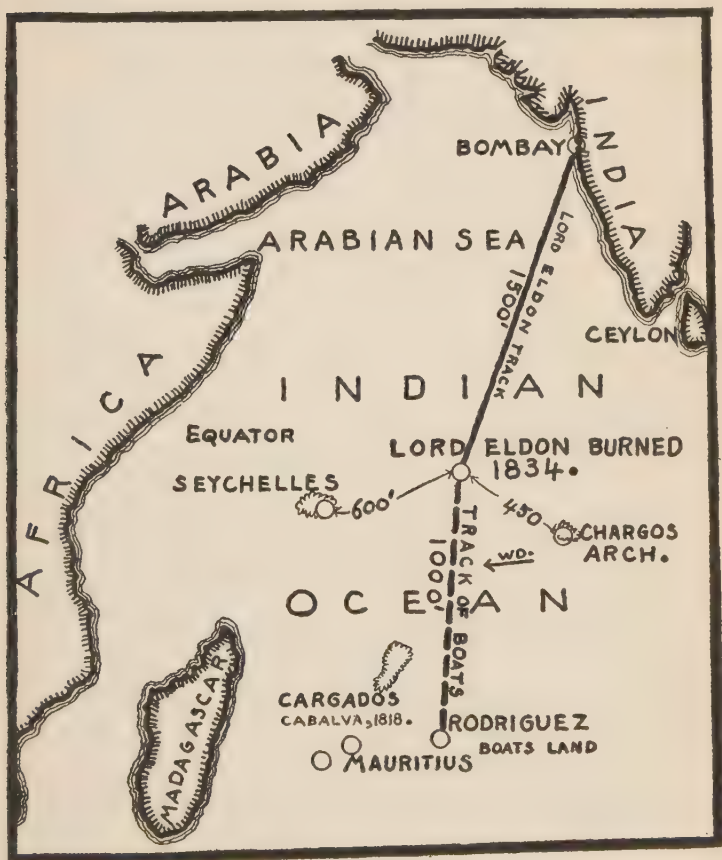 ARABIA
INDIA
BOMBAY
ARABIAN SEA
LORD ELDON TRACK
1500'
CEYLON
AFRICA
INDIAN
EQUATOR
LORD ELDON BURNED
1834.
SEYCHELLES
600'
450
CHARGOS
ARCH.
TRACK OF BOATS
1000'
WD.
OCEAN
CARGADOS
CABALVA, 1818.
MADAGASCAR
RODRIGUEZ
BOATS LAND
MAURITIUS